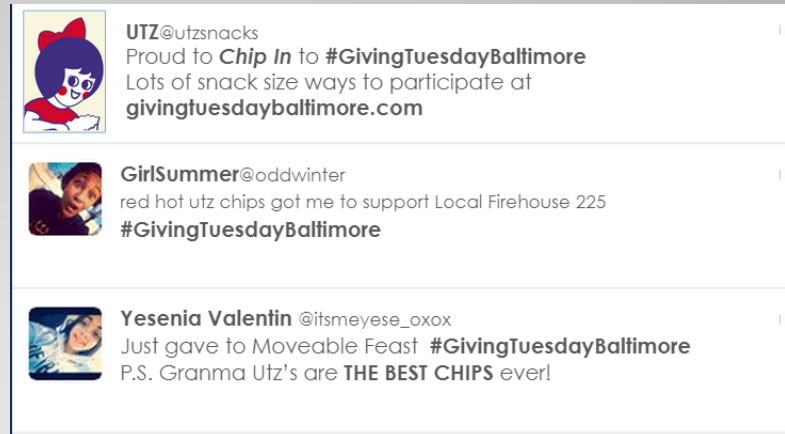 UTZ@utzsnacks
Proud to Chip In to #GivingTuesdayBaltimore
Lots of snack size ways to participate at
givingtuesdaybaltimore.com
GirlSummer@oddwinter
red hot utz chips got me to support Local Firehouse 225
#GivingTuesdayBaltimore
Yesenia Valentin @itsmeyese_oxox
Just gave to Moveable Feast #GivingTuesdayBaltimore
P.S. Granma Utz's are THE BEST CHIPS ever!